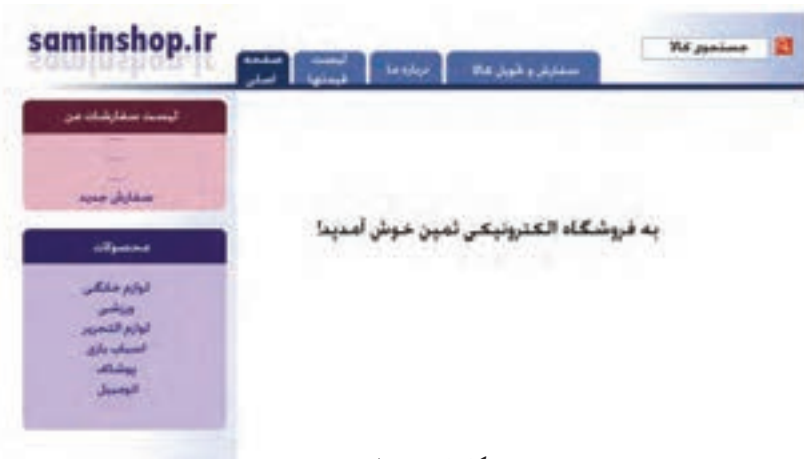 saminshop.ir
جستجوی کالا
صفحه اصلی
لیست قیمتها
درباره ما
سفارش و تحویل کالا
لیست سفارشات من
سفارش جدید
به فروشگاه الکترونیکی ثمین خوش آمدید!
محصولات
لوازم خانگی
ورزشی
لوازم التحریر
اسباب بازی
پوشاک
اتومبیل